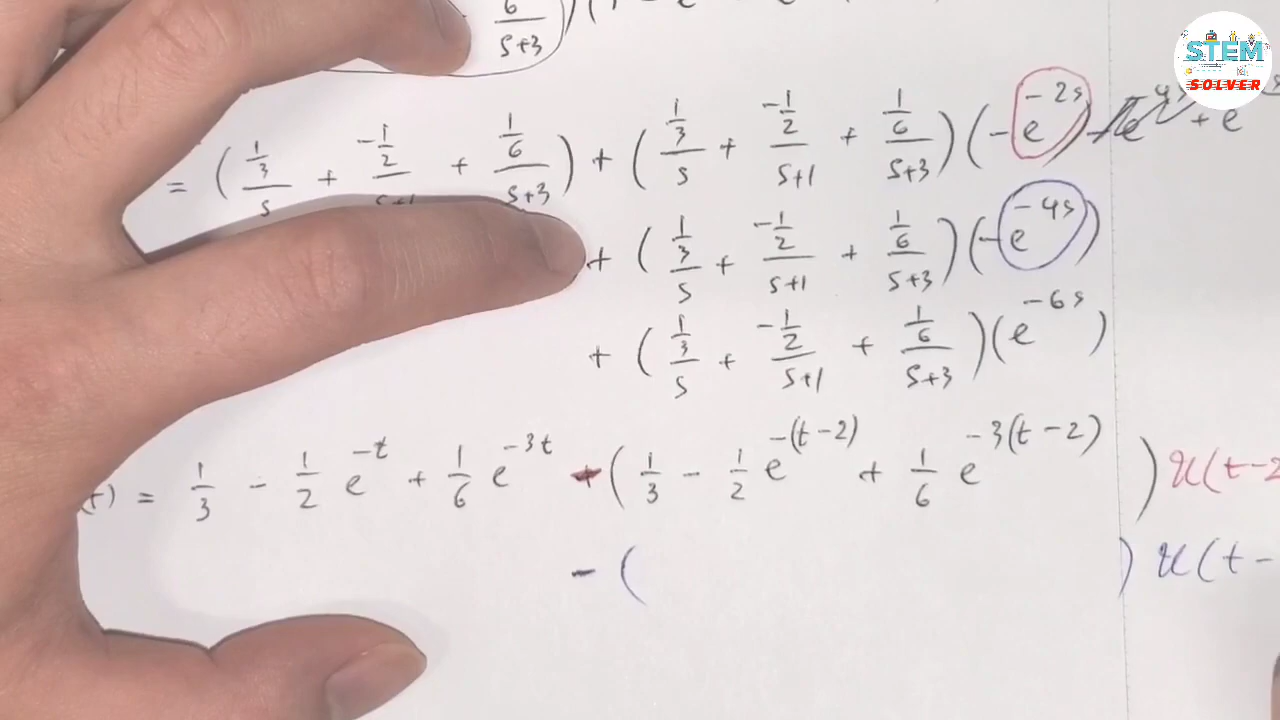 STEM
SOLVER
6
s+3
= (1/3/s + -1/2/s+1 + 1/6/s+3) + (1/3/s + -1/2/s+1 + 1/6/s+3)(-e^-2s) + e
+ (1/3/s + -1/2/s+1 + 1/6/s+3)(-e^-4s)
+ (1/3/s + -1/2/s+1 + 1/6/s+3)(e^-6s)
(t) = 1/3 - 1/2 e^-t + 1/6 e^-3t - (1/3 - 1/2 e^-(t-2) + 1/6 e^-3(t-2) ) u(t-2
- ( ) u(t-